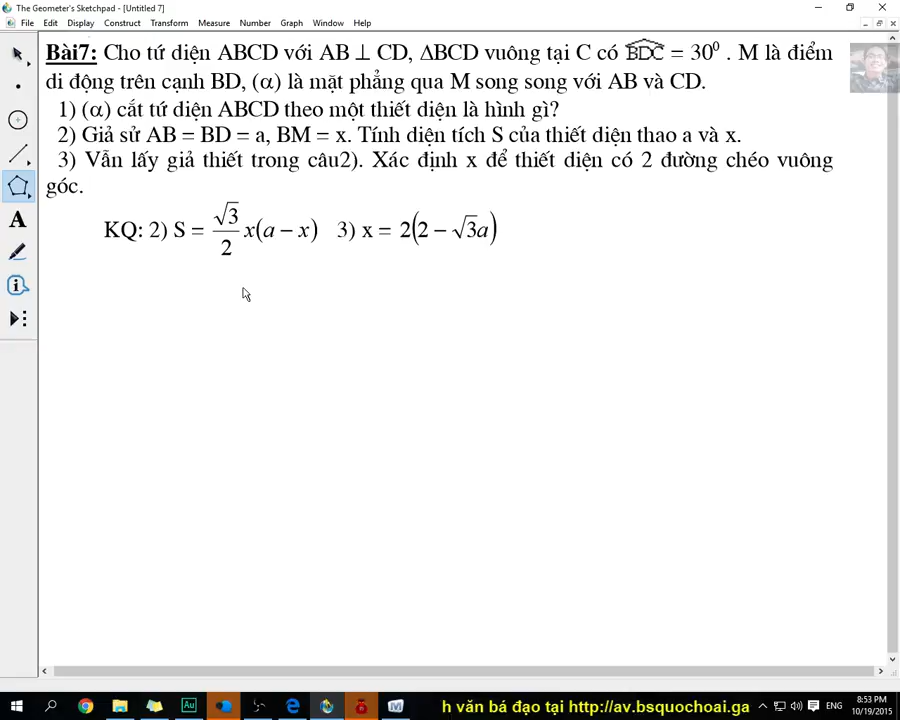 The Geometer's Sketchpad - [Untitled 7]
File Edit Display Construct Transform Measure Number Graph Window Help
Bài7: Cho tứ diện ABCD với AB ⊥ CD, ΔBCD vuông tại C có BDC = 30⁰ . M là điểm
di động trên cạnh BD, (α) là mặt phẳng qua M song song với AB và CD.
1) (α) cắt tứ diện ABCD theo một thiết diện là hình gì?
2) Giả sử AB = BD = a, BM = x. Tính diện tích S của thiết diện thao a và x.
3) Vẫn lấy giả thiết trong câu2). Xác định x để thiết diện có 2 đường chéo vuông
góc.
KQ: 2) S = √3/2 x(a − x) 3) x = 2(2 − √3a)
A
h văn bá đạo tại http://av.bsquochoai.ga
ENG
8:53 PM
10/19/2015